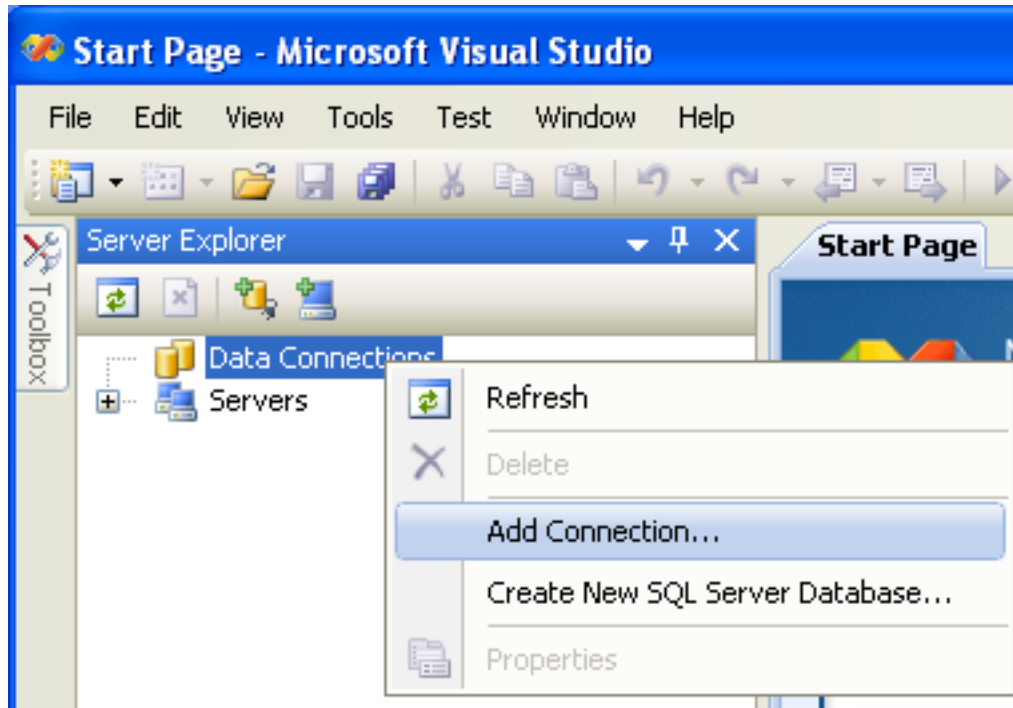 Start Page - Microsoft Visual Studio
File Edit View Tools Test Window Help
Server Explorer
Start Page
Toolbox
Data Connections
Servers
Refresh
Delete
Add Connection...
Create New SQL Server Database...
Properties